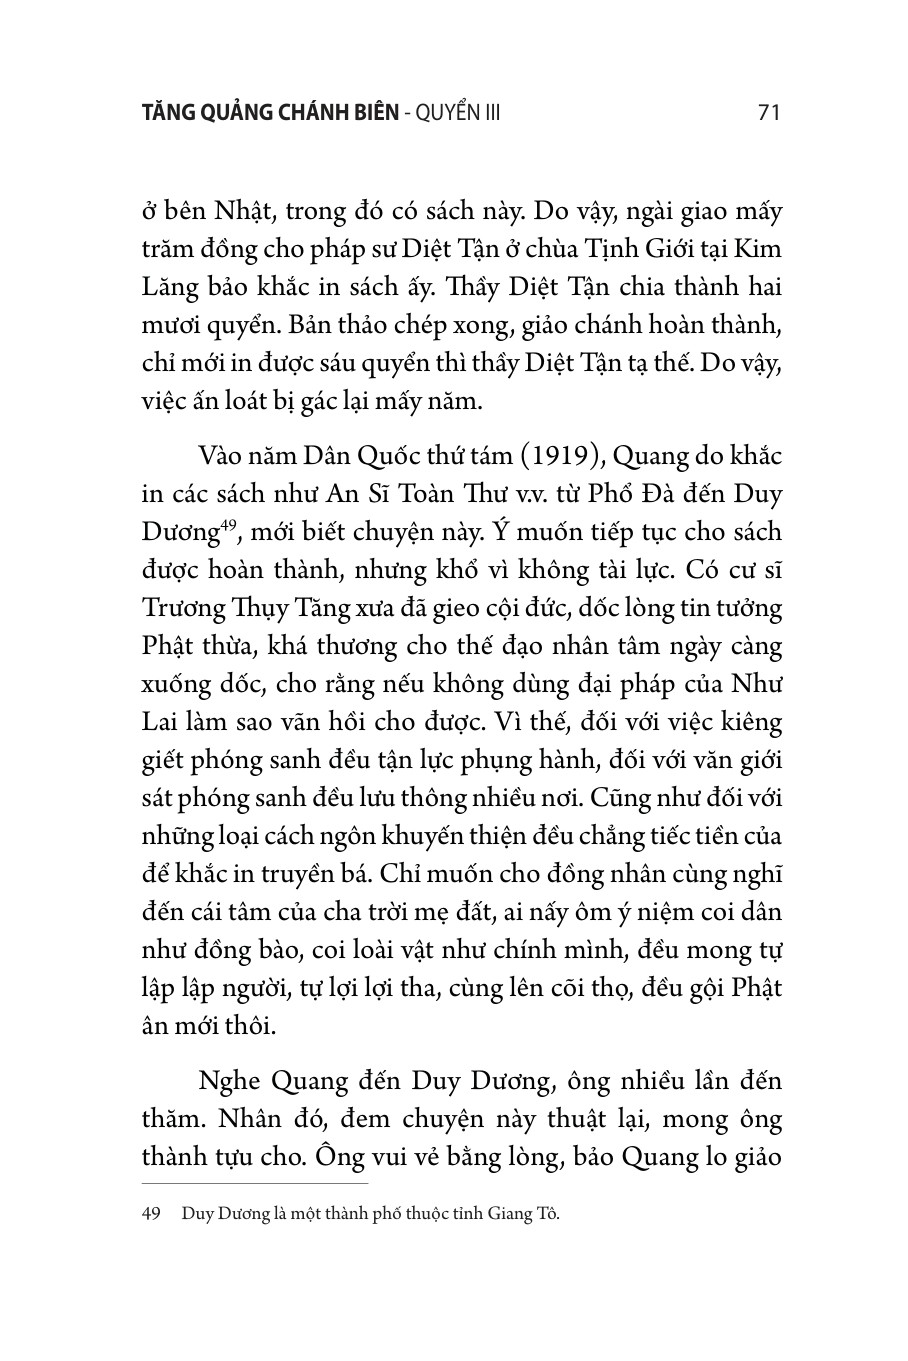 TĂNG QUẢNG CHÁNH BIÊN - QUYỂN III 71
ở bên Nhật, trong đó có sách này. Do vậy, ngài giao mấy
trăm đồng cho pháp sư Diệt Tận ở chùa Tịnh Giới tại Kim
Lăng bảo khắc in sách ấy. Thầy Diệt Tận chia thành hai
mươi quyển. Bản thảo chép xong, giảo chánh hoàn thành,
chỉ mới in được sáu quyển thì thầy Diệt Tận tạ thế. Do vậy,
việc ấn loát bị gác lại mấy năm.
Vào năm Dân Quốc thứ tám (1919), Quang do khắc
in các sách như An Sĩ Toàn Thư v.v. từ Phổ Đà đến Duy
Dương49, mới biết chuyện này. Ý muốn tiếp tục cho sách
được hoàn thành, nhưng khổ vì không tài lực. Có cư sĩ
Trương Thụy Tăng xưa đã gieo cội đức, dốc lòng tin tưởng
Phật thừa, khá thương cho thế đạo nhân tâm ngày càng
xuống dốc, cho rằng nếu không dùng đại pháp của Như
Lai làm sao vãn hồi cho được. Vì thế, đối với việc kiêng
giết phóng sanh đều tận lực phụng hành, đối với văn giới
sát phóng sanh đều lưu thông nhiều nơi. Cũng như đối với
những loại cách ngôn khuyến thiện đều chẳng tiếc tiền của
để khắc in truyền bá. Chỉ muốn cho đồng nhân cùng nghĩ
đến cái tâm của cha trời mẹ đất, ai nấy ôm ý niệm coi dân
như đồng bào, coi loài vật như chính mình, đều mong tự
lập lập người, tự lợi lợi tha, cùng lên cõi thọ, đều gội Phật
ân mới thôi.
Nghe Quang đến Duy Dương, ông nhiều lần đến
thăm. Nhân đó, đem chuyện này thuật lại, mong ông
thành tựu cho. Ông vui vẻ bằng lòng, bảo Quang lo giảo
49 Duy Dương là một thành phố thuộc tỉnh Giang Tô.